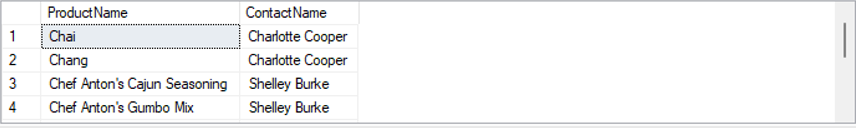 ProductName ContactName
1 Chai Charlotte Cooper
2 Chang Charlotte Cooper
3 Chef Anton's Cajun Seasoning Shelley Burke
4 Chef Anton's Gumbo Mix Shelley Burke